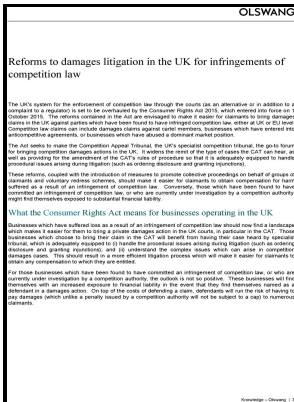 OLSWANG
Reforms to damages litigation in the UK for infringements of
competition law
The UK's system for the enforcement of competition law through the courts (as an alternative or in addition to a
complaint to a regulator) is set to be overhauled by the Consumer Rights Act 2015, which entered into force on 1
October 2015. The reforms contained in the Act are envisaged to make it easier for claimants to bring damages
claims in the UK against parties which have been found to have infringed competition law, either at UK or EU level.
Competition law claims can include damages claims against cartel members, businesses which have entered into
anticompetitive agreements, or businesses which have abused a dominant market position.
The Act seeks to make the Competition Appeal Tribunal, the UK's specialist competition tribunal, the go-to forum
for bringing competition damages actions in the UK. It widens the remit of the type of cases the CAT can hear, as
well as providing for the amendment of the CAT's rules of procedure so that it is adequately equipped to handle
procedural issues arising during litigation (such as ordering disclosure and granting injunctions).
These reforms, coupled with the introduction of measures to promote collective proceedings on behalf of groups of
claimants and voluntary redress schemes, should make it easier for claimants to obtain compensation for harm
suffered as a result of an infringement of competition law. Conversely, those which have been found to have
committed an infringement of competition law, or who are currently under investigation by a competition authority,
might find themselves exposed to substantial financial liability.
What the Consumer Rights Act means for businesses operating in the UK
Businesses which have suffered loss as a result of an infringement of competition law should now find a landscape
which makes it easier for them to bring a private damages action in the UK courts, in particular in the CAT. Those
businesses which choose to bring their claim in the CAT will benefit from having their case heard by specialist
tribunal, which is adequately equipped to (i) handle the procedural issues arising during litigation (such as ordering
disclosure and granting injunctions); and (ii) understand the complex issues which can arise in competition
damages cases. This should result in a more efficient litigation process which will make it easier for claimants to
obtain any compensation to which they are entitled.
For those businesses which have been found to have committed an infringement of competition law, or who are
currently under investigation by a competition authority, the outlook is not so positive. These businesses will find
themselves with an increased exposure to financial liability in the event that they find themselves named as a
defendant in a damages action. On top of the costs of defending a claim, defendants will run the risk of having to
pay damages (which unlike a penalty issued by a competition authority will not be subject to a cap) to numerous
claimants.
Knowledge – Olswang | 3